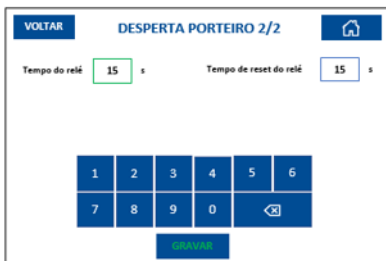 VOLTAR DESPERTA PORTEIRO 2/2
Tempo do relé 15 s Tempo de reset do relé 15 s
1 2 3 4 5 6
7 8 9 0
GRAVAR